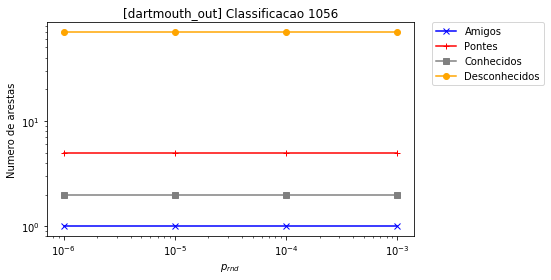 [dartmouth_out] Classificacao 1056
Numero de arestas
10¹
10⁰
10⁻⁶
10⁻⁵
10⁻⁴
10⁻³
p_rnd
Amigos
Pontes
Conhecidos
Desconhecidos